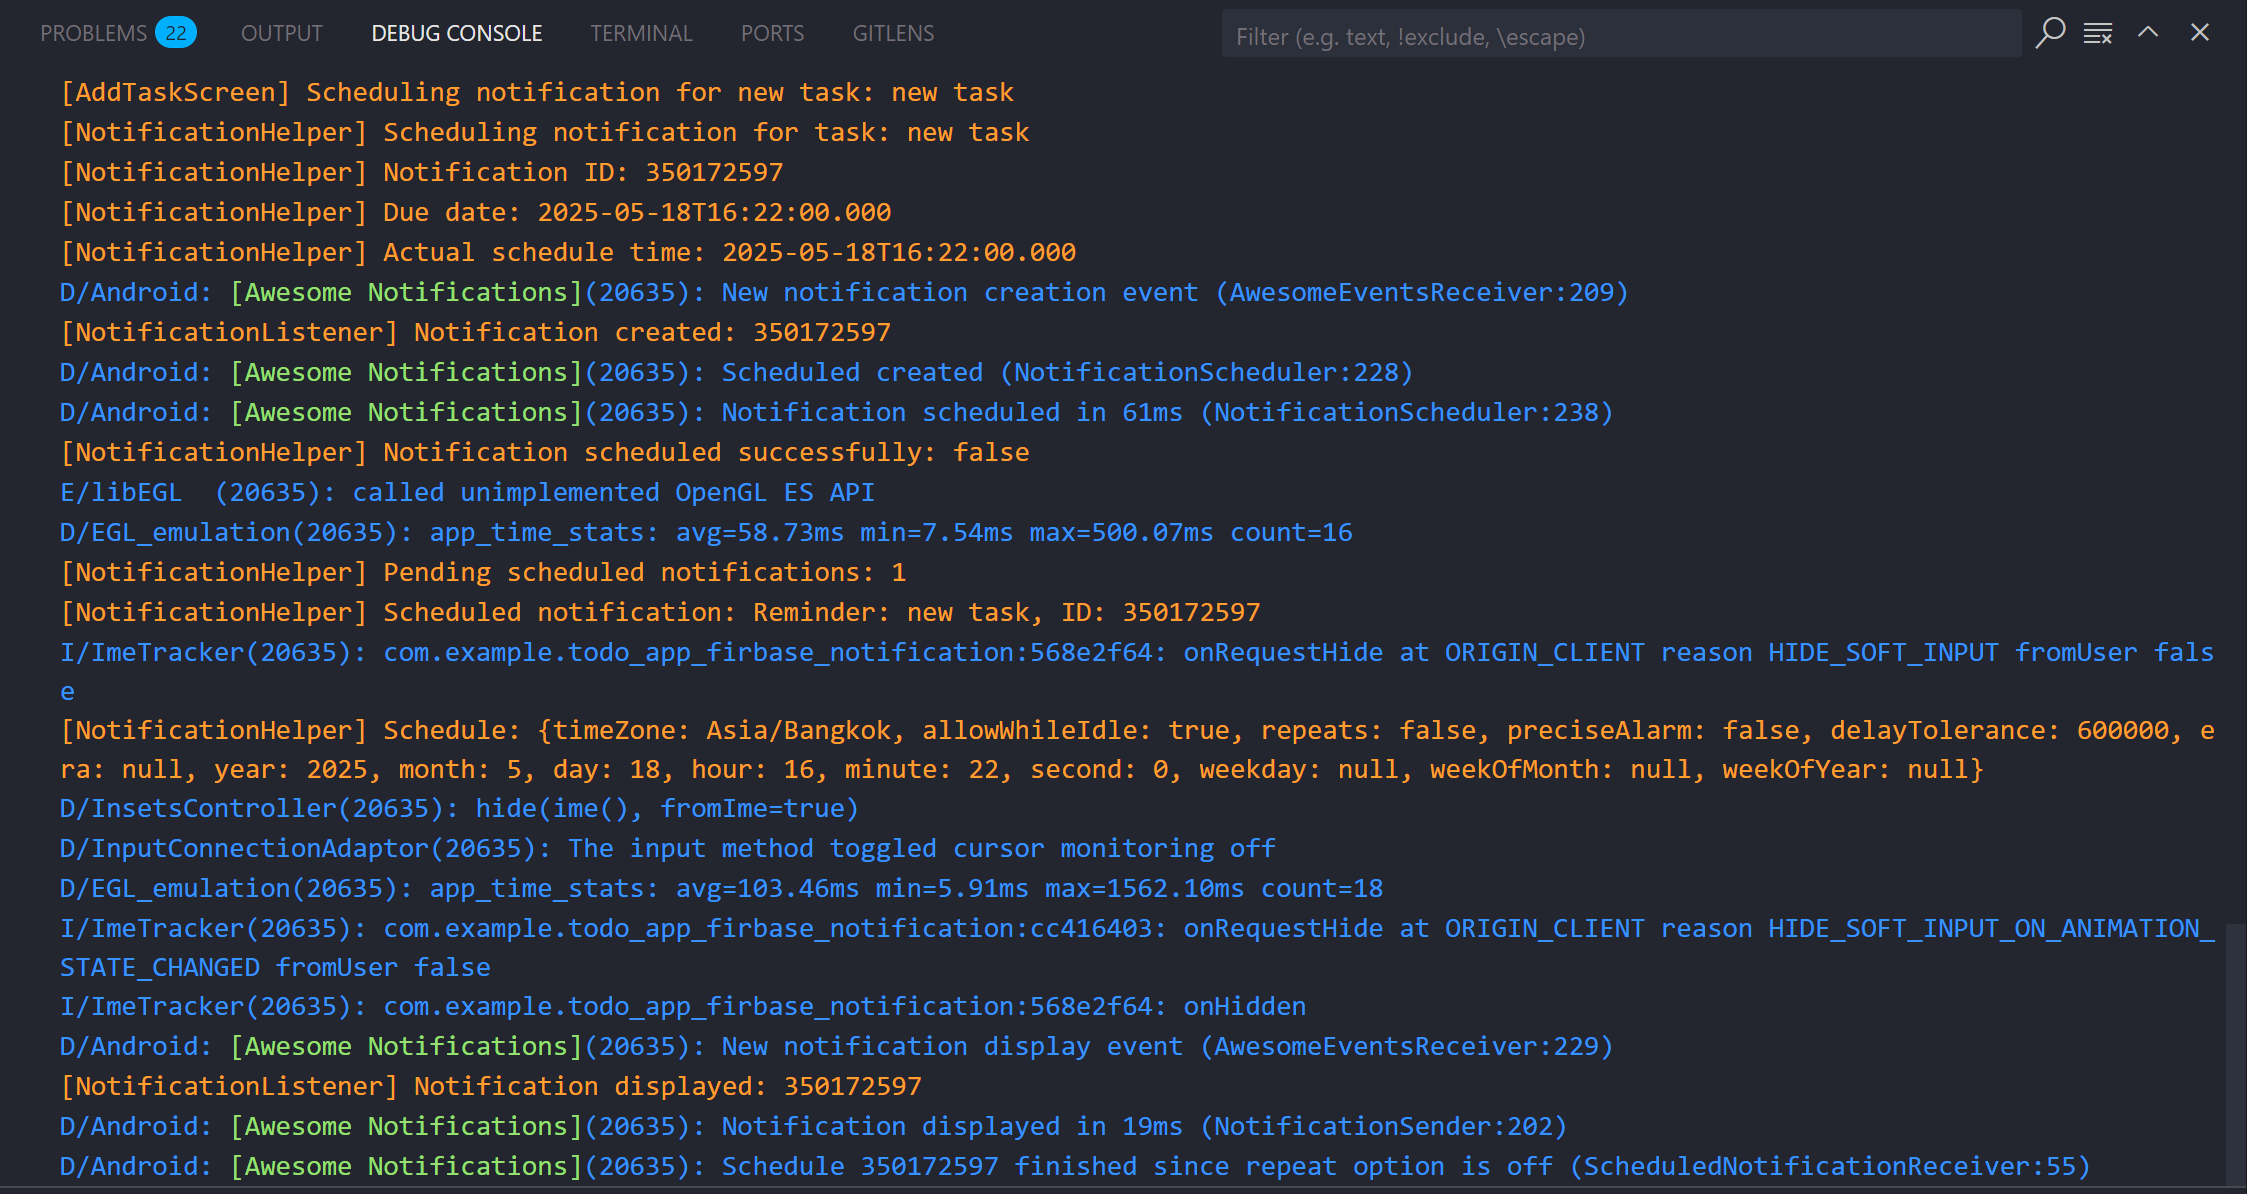 PROBLEMS 22 OUTPUT DEBUG CONSOLE TERMINAL PORTS GITLENS Filter (e.g. text, !exclude, \escape)
[AddTaskScreen] Scheduling notification for new task: new task
[NotificationHelper] Scheduling notification for task: new task
[NotificationHelper] Notification ID: 350172597
[NotificationHelper] Due date: 2025-05-18T16:22:00.000
[NotificationHelper] Actual schedule time: 2025-05-18T16:22:00.000
D/Android: [Awesome Notifications](20635): New notification creation event (AwesomeEventsReceiver:209)
[NotificationListener] Notification created: 350172597
D/Android: [Awesome Notifications](20635): Scheduled created (NotificationScheduler:228)
D/Android: [Awesome Notifications](20635): Notification scheduled in 61ms (NotificationScheduler:238)
[NotificationHelper] Notification scheduled successfully: false
E/libEGL  (20635): called unimplemented OpenGL ES API
D/EGL_emulation(20635): app_time_stats: avg=58.73ms min=7.54ms max=500.07ms count=16
[NotificationHelper] Pending scheduled notifications: 1
[NotificationHelper] Scheduled notification: Reminder: new task, ID: 350172597
I/ImeTracker(20635): com.example.todo_app_firbase_notification:568e2f64: onRequestHide at ORIGIN_CLIENT reason HIDE_SOFT_INPUT fromUser fals
e
[NotificationHelper] Schedule: {timeZone: Asia/Bangkok, allowWhileIdle: true, repeats: false, preciseAlarm: false, delayTolerance: 600000, e
ra: null, year: 2025, month: 5, day: 18, hour: 16, minute: 22, second: 0, weekday: null, weekOfMonth: null, weekOfYear: null}
D/InsetsController(20635): hide(ime(), fromIme=true)
D/InputConnectionAdaptor(20635): The input method toggled cursor monitoring off
D/EGL_emulation(20635): app_time_stats: avg=103.46ms min=5.91ms max=1562.10ms count=18
I/ImeTracker(20635): com.example.todo_app_firbase_notification:cc416403: onRequestHide at ORIGIN_CLIENT reason HIDE_SOFT_INPUT_ON_ANIMATION_
STATE_CHANGED fromUser false
I/ImeTracker(20635): com.example.todo_app_firbase_notification:568e2f64: onHidden
D/Android: [Awesome Notifications](20635): New notification display event (AwesomeEventsReceiver:229)
[NotificationListener] Notification displayed: 350172597
D/Android: [Awesome Notifications](20635): Notification displayed in 19ms (NotificationSender:202)
D/Android: [Awesome Notifications](20635): Schedule 350172597 finished since repeat option is off (ScheduledNotificationReceiver:55)